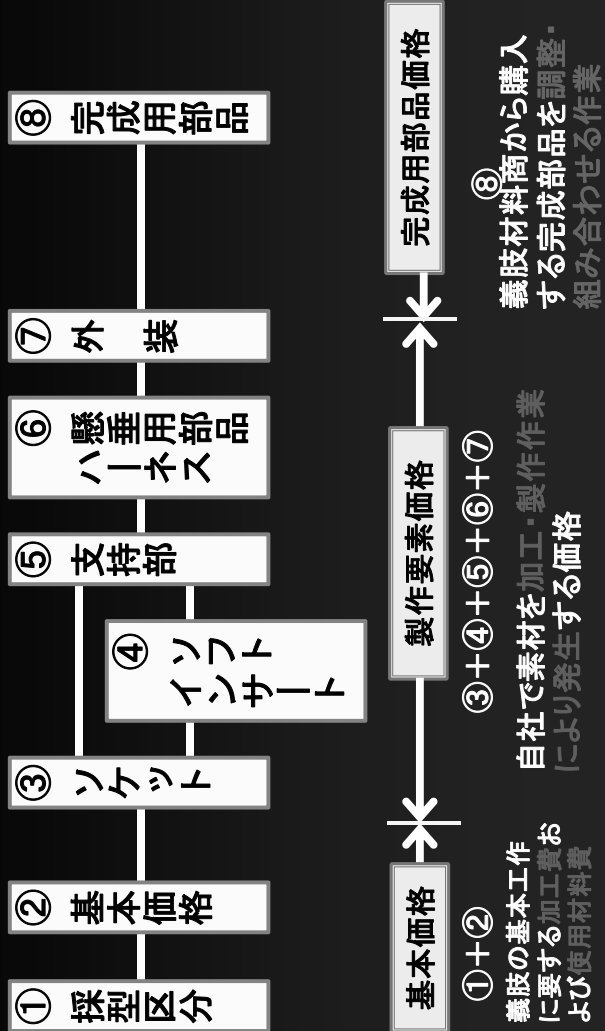 ① 採型区分
② 基本価格
③ ソケット
④ ソフト
インサート
⑤ 支持部
⑥ 懸垂用部品
ハーネス
⑦ 外 装
⑧ 完成用部品
基本価格
製作要素価格
完成用部品価格
①+②
義肢の基本工作
に要する加工費お
よび使用材料費
③+④+⑤+⑥+⑦
自社で素材を加工・製作作業
により発生する価格
⑧
義肢材料商から購入
する完成部品を調整・
組み合わせる作業